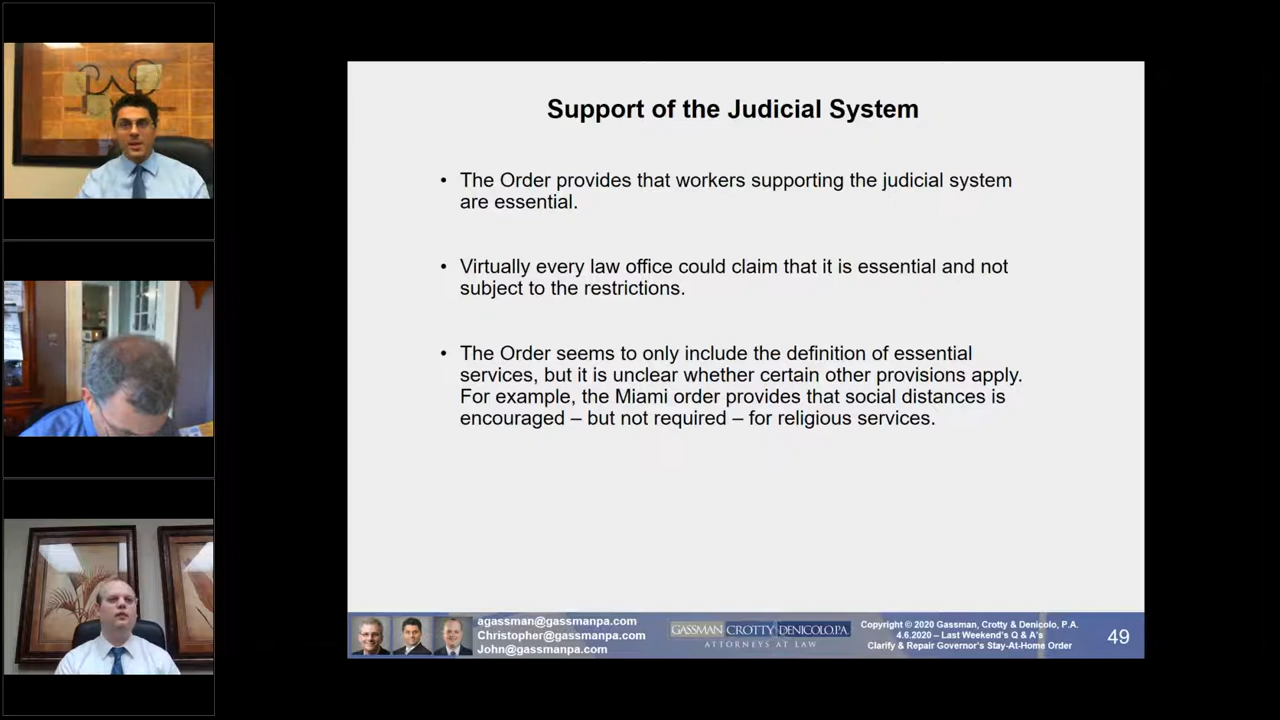 Support of the Judicial System
• The Order provides that workers supporting the judicial system
are essential.
• Virtually every law office could claim that it is essential and not
subject to the restrictions.
• The Order seems to only include the definition of essential
services, but it is unclear whether certain other provisions apply.
For example, the Miami order provides that social distances is
encouraged – but not required – for religious services.
agassman@gassmanpa.com
Christopher@gassmanpa.com
John@gassmanpa.com
GASSMAN CROTTY DENICOLO, P.A.
ATTORNEYS AT LAW
Copyright © 2020 Gassman, Crotty & Denicolo, P.A.
4.6.2020 – Last Weekend's Q & A's
Clarify & Repair Governor's Stay-At-Home Order
49